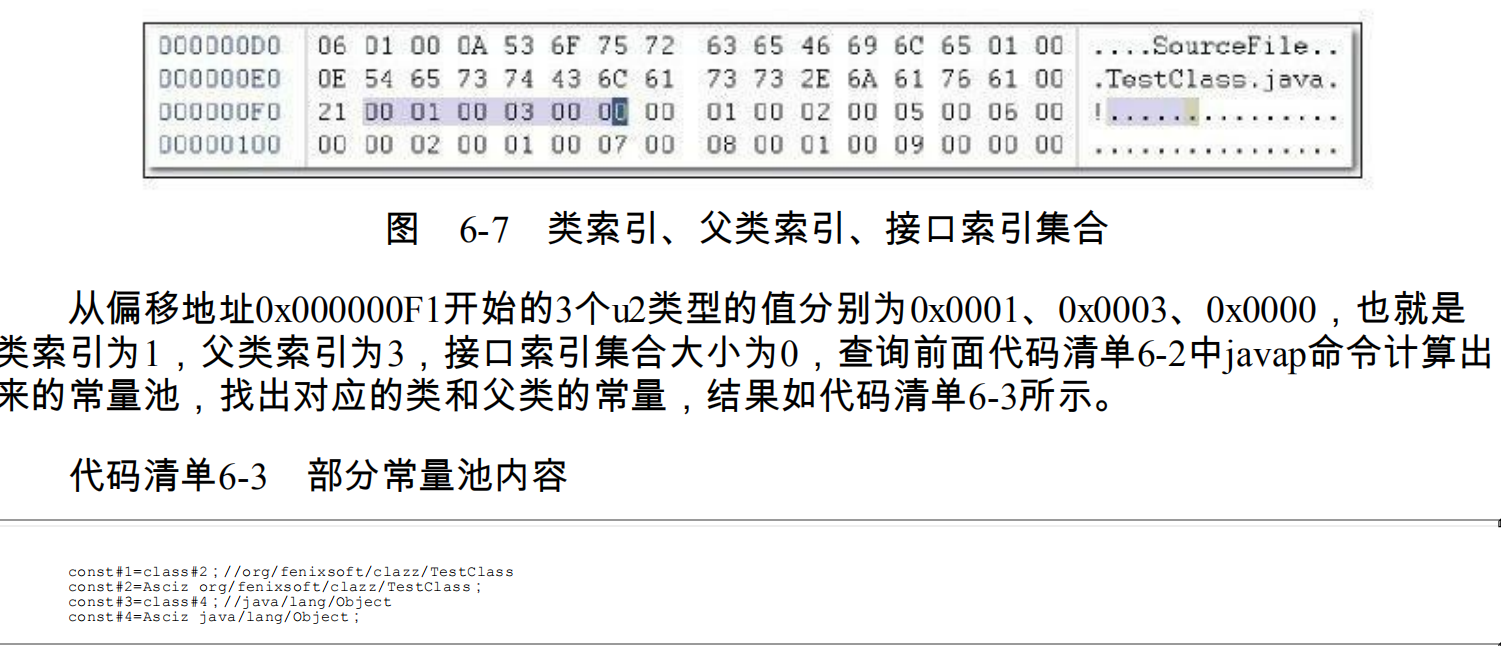 000000D0 06 01 00 0A 53 6F 75 72 63 65 46 69 6C 65 01 00 ....SourceFile..
000000E0 0E 54 65 73 74 43 6C 61 73 73 2E 6A 61 76 61 00 .TestClass.java.
000000F0 21 00 01 00 03 00 00 00 01 00 02 00 05 00 06 00 !...............
00000100 00 00 02 00 01 00 07 00 08 00 01 00 09 00 00 00 ................
图 6-7 类索引、父类索引、接口索引集合
从偏移地址0x000000F1开始的3个u2类型的值分别为0x0001、0x0003、0x0000，也就是
类索引为1，父类索引为3，接口索引集合大小为0，查询前面代码清单6-2中javap命令计算出
来的常量池，找出对应的类和父类的常量，结果如代码清单6-3所示。
代码清单6-3 部分常量池内容
const#1=class#2；//org/fenixsoft/clazz/TestClass
const#2=Asciz org/fenixsoft/clazz/TestClass；
const#3=class#4；//java/lang/Object
const#4=Asciz java/lang/Object；